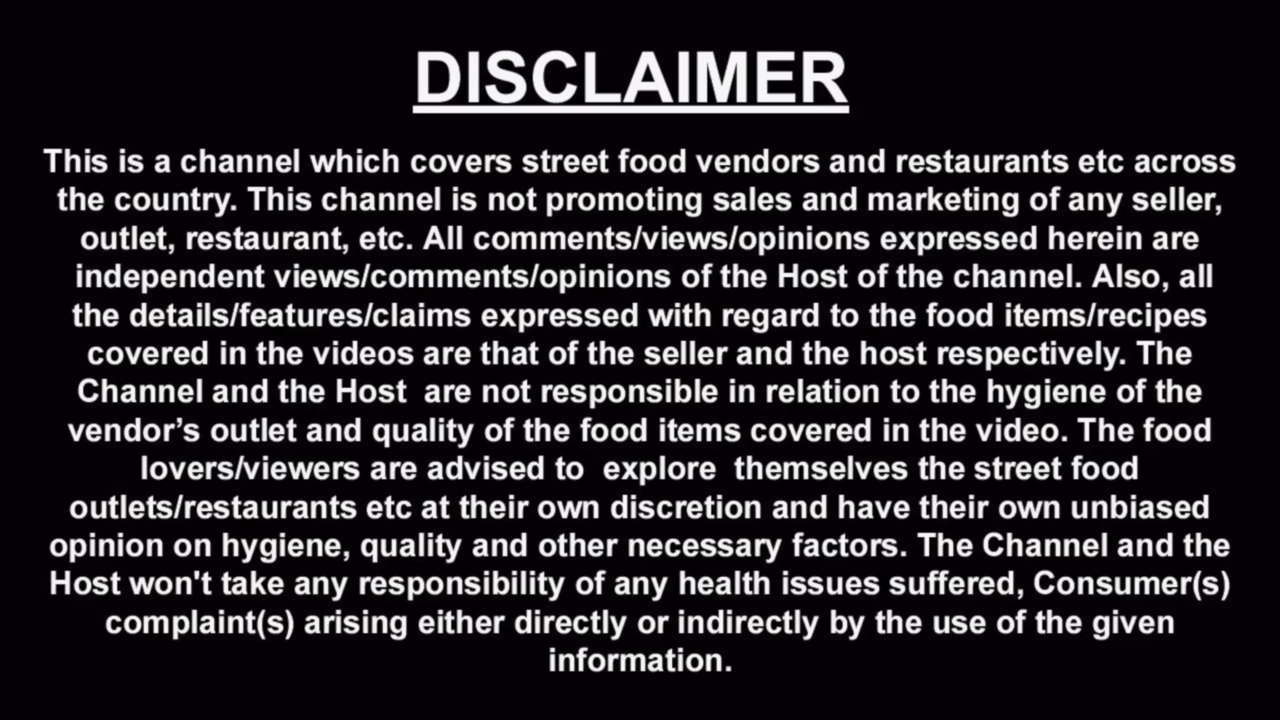 DISCLAIMER
This is a channel which covers street food vendors and restaurants etc across
the country. This channel is not promoting sales and marketing of any seller,
outlet, restaurant, etc. All comments/views/opinions expressed herein are
independent views/comments/opinions of the Host of the channel. Also, all
the details/features/claims expressed with regard to the food items/recipes
covered in the videos are that of the seller and the host respectively. The
Channel and the Host  are not responsible in relation to the hygiene of the
vendor’s outlet and quality of the food items covered in the video. The food
lovers/viewers are advised to  explore  themselves the street food
outlets/restaurants etc at their own discretion and have their own unbiased
opinion on hygiene, quality and other necessary factors. The Channel and the
Host won't take any responsibility of any health issues suffered, Consumer(s)
complaint(s) arising either directly or indirectly by the use of the given
information.